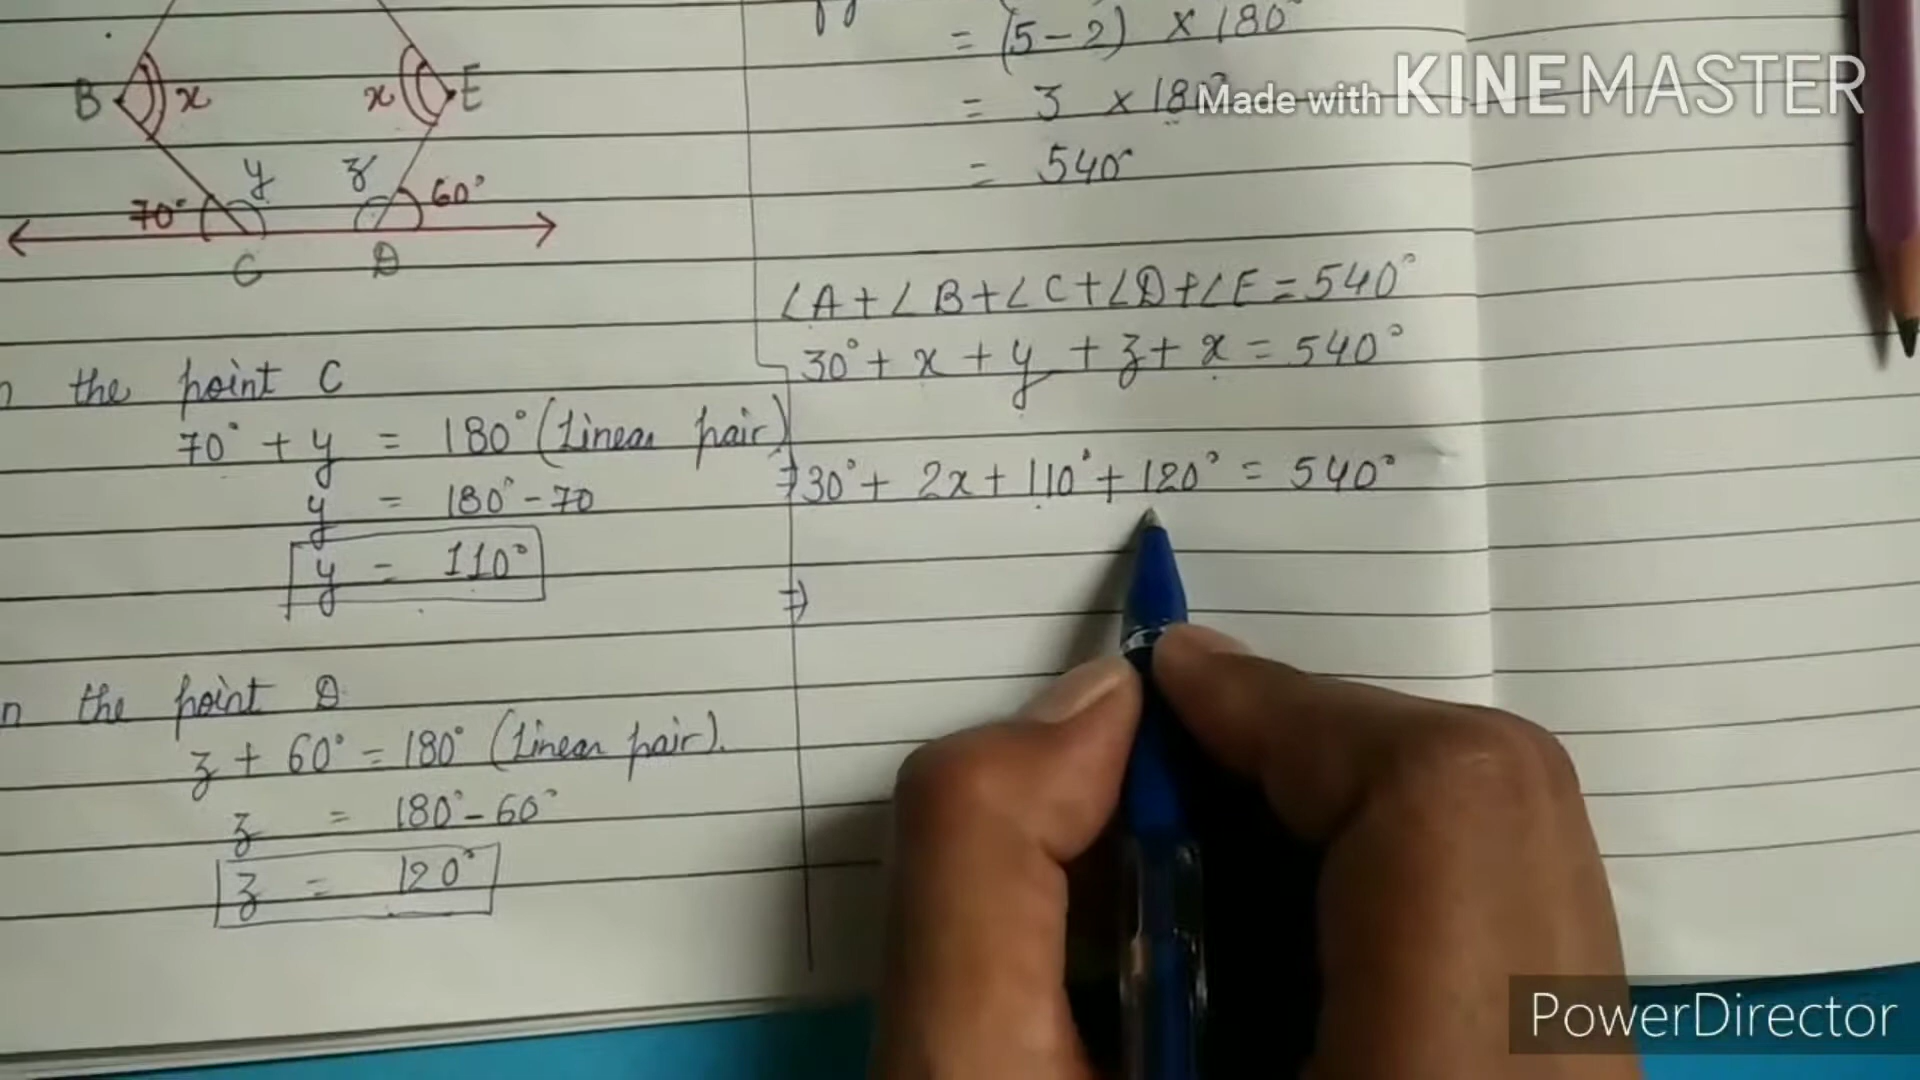 = (5-2) × 180°
B x x E
= 3 × 180°
Made with KINEMASTER
y z
= 540°
70° 60°
C D
∠A+∠B+∠C+∠D+∠E=540°
30°+ x + y + z + x = 540°
the point C
70° + y = 180° (Linear pair)
⇒30°+ 2x+110°+120° = 540°
y = 180°-70
y = 110°
⇒
the point D
z + 60° = 180° (Linear pair).
z = 180°-60°
z = 120°
PowerDirector